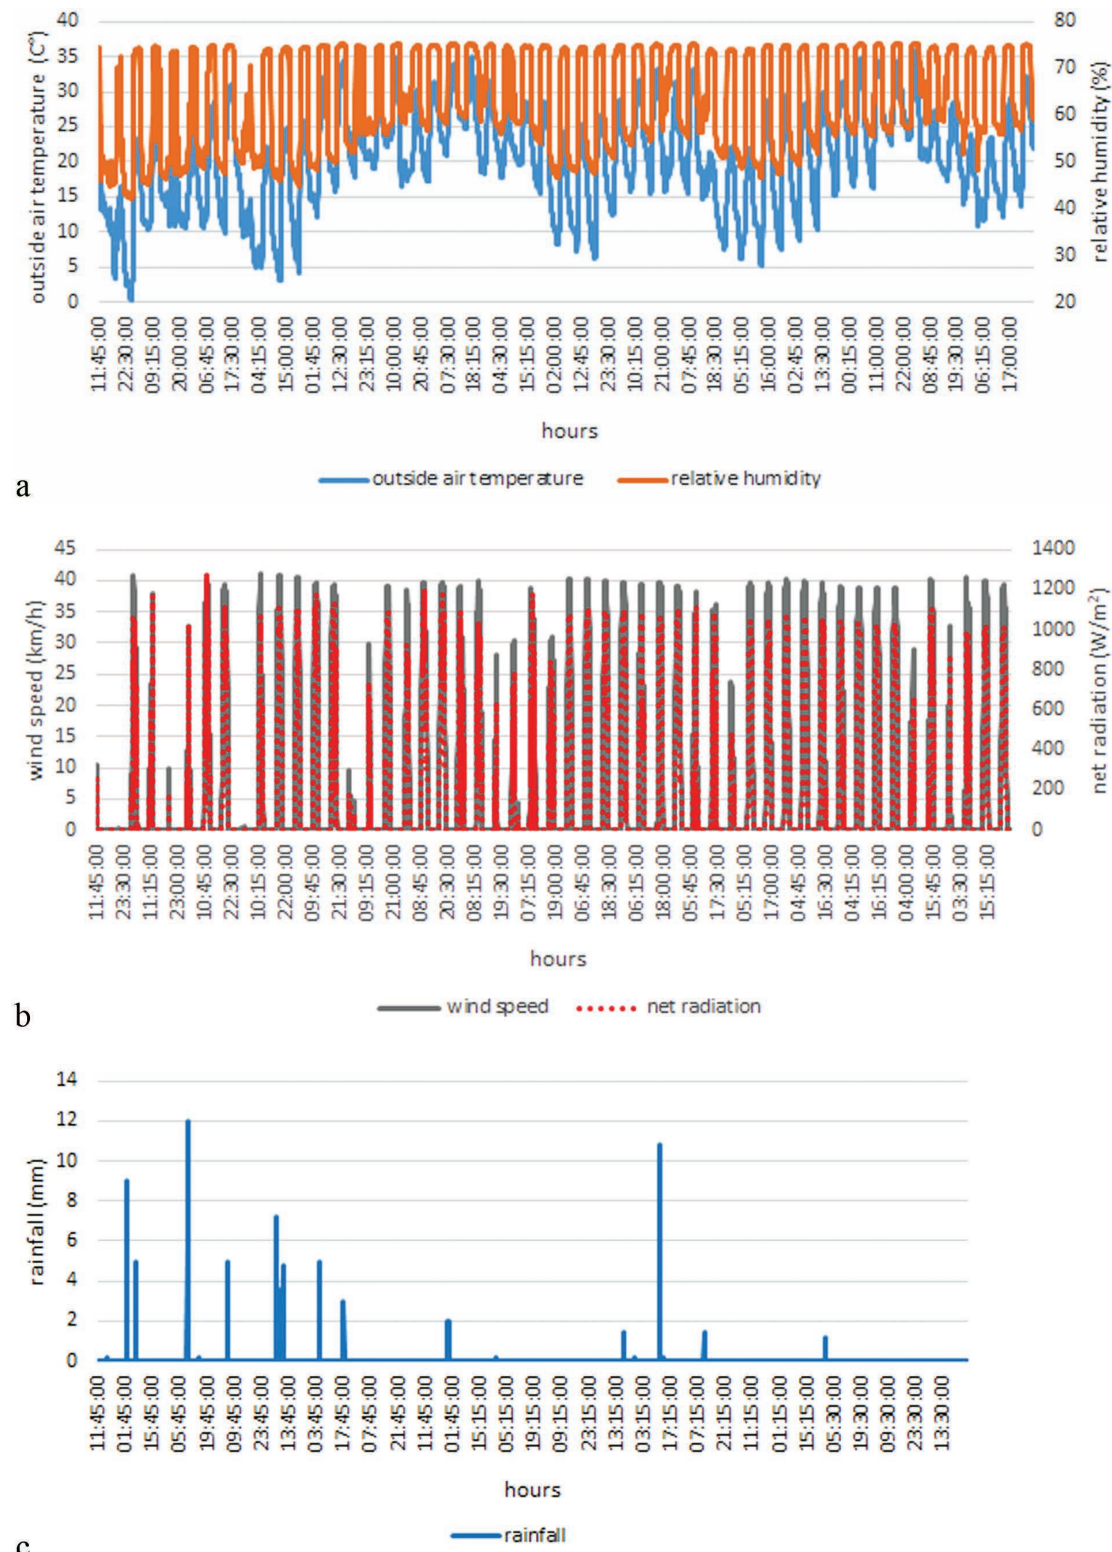 40 80
35 70
30
60
25
20 50
15 40
10
30
5
0 20
outside air temperature (C°)
relative humidity (%)
11:45:00 22:30:00 09:15:00 20:00:00 06:45:00 17:30:00 04:15:00 15:00:00 01:45:00 12:30:00 23:15:00 10:00:00 20:45:00 07:30:00 18:15:00 04:45:00 15:15:00 02:00:00 12:45:00 23:30:00 10:15:00 21:00:00 07:45:00 18:30:00 05:15:00 16:00:00 02:45:00 13:30:00 00:15:00 11:00:00 22:00:00 08:45:00 19:30:00 06:15:00 17:00:00
hours
outside air temperature relative humidity
a
45 1400
40 1200
35
1000
30
25 800
20 600
15
400
10
5 200
0 0
wind speed (km/h)
net radiation (W/m²)
11:45:00 23:30:00 11:15:00 23:00:00 10:45:00 22:30:00 10:15:00 22:00:00 09:45:00 21:30:00 09:15:00 21:00:00 08:45:00 20:30:00 08:15:00 19:30:00 07:15:00 19:00:00 06:45:00 18:30:00 06:15:00 18:00:00 05:45:00 17:30:00 05:15:00 17:00:00 04:45:00 16:30:00 04:15:00 16:15:00 04:00:00 15:45:00 03:30:00 15:15:00
hours
wind speed net radiation
b
14
12
10
8
6
4
2
0
rainfall (mm)
11:45:00 01:45:00 15:45:00 05:45:00 19:45:00 09:45:00 23:45:00 13:45:00 03:45:00 17:45:00 07:45:00 21:45:00 11:45:00 01:45:00 15:15:00 05:15:00 19:15:00 09:15:00 23:15:00 13:15:00 03:15:00 17:15:00 07:15:00 21:15:00 11:15:00 01:15:00 15:15:00 05:30:00 19:30:00 09:30:00 23:30:00 13:30:00
hours
rainfall
c